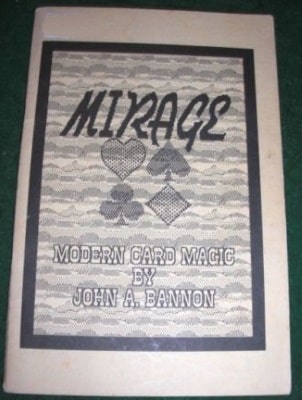 MIRAGE
MODERN CARD MAGIC
BY
JOHN A. BANNON